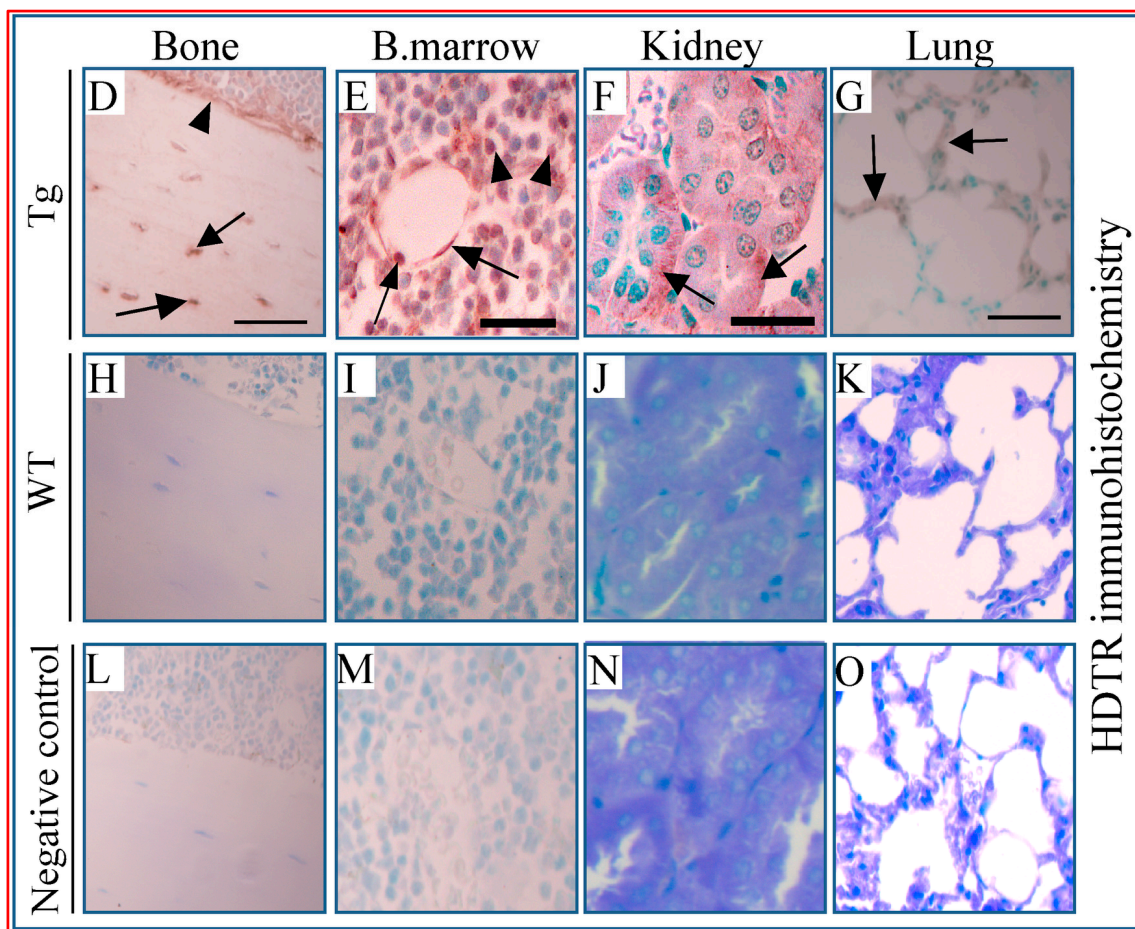 Bone B.marrow Kidney Lung
Tg
D E F G
WT
H I J K
Negative control
L M N O
HDTR immunohistochemistry